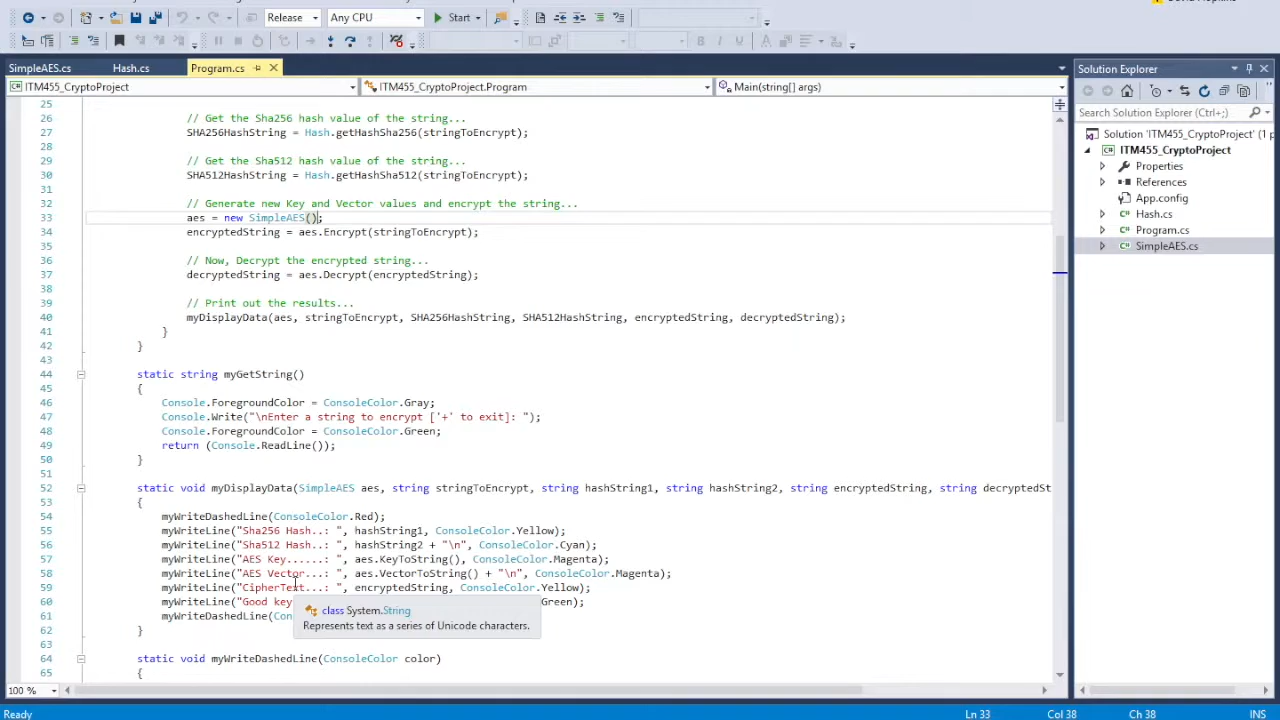 Release Any CPU Start
SimpleAES.cs Hash.cs Program.cs
ITM455_CryptoProject ITM455_CryptoProject.Program Main(string[] args)
25
26 // Get the Sha256 hash value of the string...
27 SHA256HashString = Hash.getHashSha256(stringToEncrypt);
28
29 // Get the Sha512 hash value of the string...
30 SHA512HashString = Hash.getHashSha512(stringToEncrypt);
31
32 // Generate new Key and Vector values and encrypt the string...
33 aes = new SimpleAES();
34 encryptedString = aes.Encrypt(stringToEncrypt);
35
36 // Now, Decrypt the encrypted string...
37 decryptedString = aes.Decrypt(encryptedString);
38
39 // Print out the results...
40 myDisplayData(aes, stringToEncrypt, SHA256HashString, SHA512HashString, encryptedString, decryptedString);
41 }
42 }
43
44 static string myGetString()
45 {
46 Console.ForegroundColor = ConsoleColor.Gray;
47 Console.Write("\nEnter a string to encrypt ['+' to exit]: ");
48 Console.ForegroundColor = ConsoleColor.Green;
49 return (Console.ReadLine());
50 }
51
52 static void myDisplayData(SimpleAES aes, string stringToEncrypt, string hashString1, string hashString2, string encryptedString, string decryptedSt
53 {
54 myWriteDashedLine(ConsoleColor.Red);
55 myWriteLine("Sha256 Hash..: ", hashString1, ConsoleColor.Yellow);
56 myWriteLine("Sha512 Hash..: ", hashString2 + "\n", ConsoleColor.Cyan);
57 myWriteLine("AES Key......: ", aes.KeyToString(), ConsoleColor.Magenta);
58 myWriteLine("AES Vector...: ", aes.VectorToString() + "\n", ConsoleColor.Magenta);
59 myWriteLine("CipherText...: ", encryptedString, ConsoleColor.Yellow);
60 myWriteLine("Good key Green);
61 myWriteDashedLine(Con
class System.String
Represents text as a series of Unicode characters.
62 }
63
64 static void myWriteDashedLine(ConsoleColor color)
65 {
100 %
Solution Explorer
Search Solution Explorer (Ctrl+;)
Solution 'ITM455_CryptoProject' (1 p
ITM455_CryptoProject
Properties
References
App.config
Hash.cs
Program.cs
SimpleAES.cs
Ready Ln 33 Col 38 Ch 38 INS